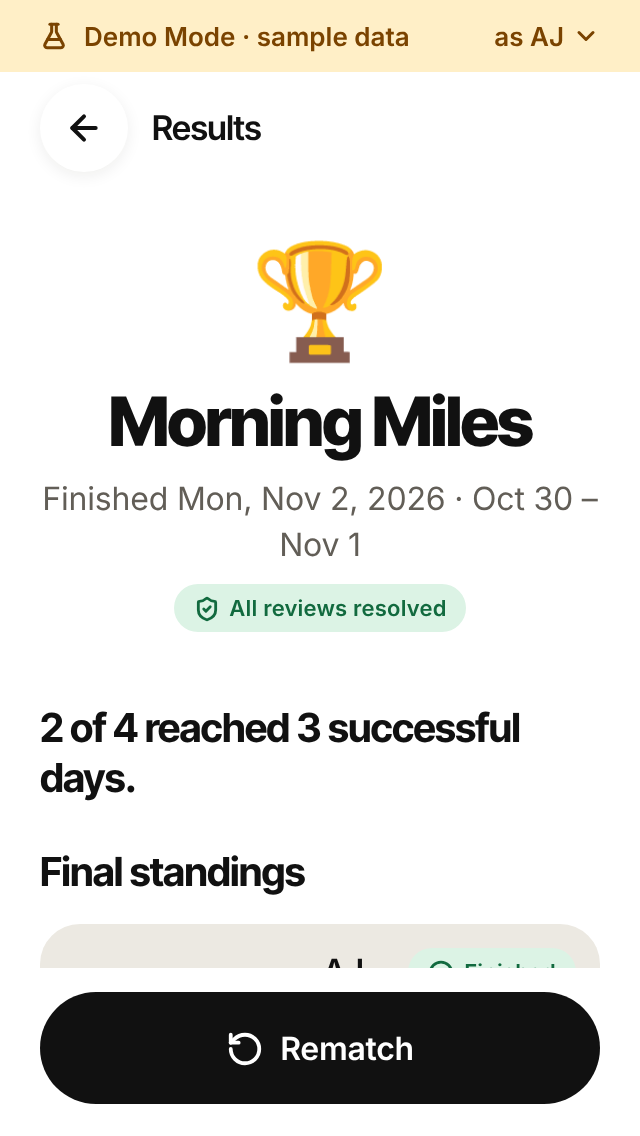 Demo Mode · sample data
as AJ
Results
Morning Miles
Finished Mon, Nov 2, 2026 · Oct 30 –
Nov 1
All reviews resolved
2 of 4 reached 3 successful
days.
Final standings
Rematch